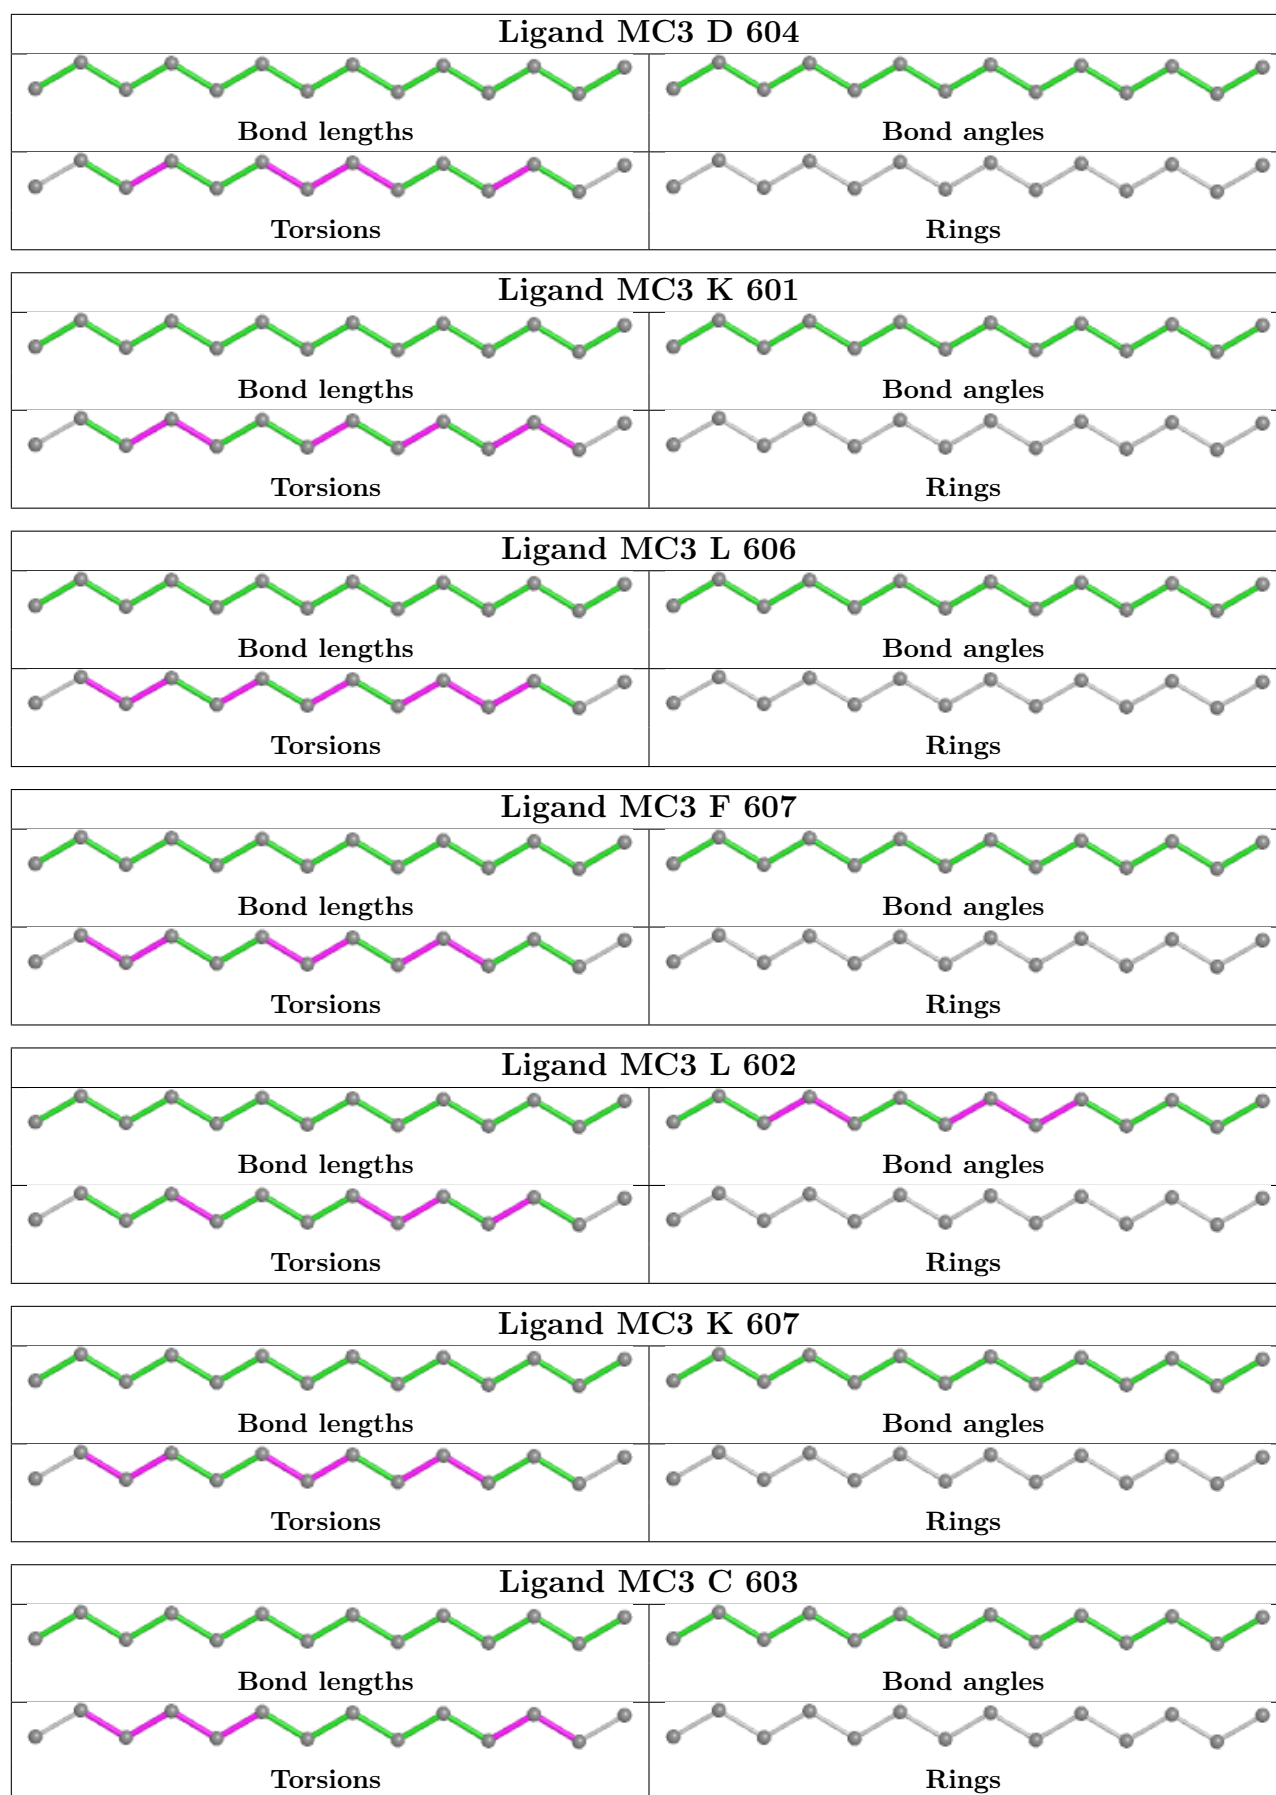 Ligand MC3 D 604
Bond lengths
Bond angles
Torsions
Rings
Ligand MC3 K 601
Bond lengths
Bond angles
Torsions
Rings
Ligand MC3 L 606
Bond lengths
Bond angles
Torsions
Rings
Ligand MC3 F 607
Bond lengths
Bond angles
Torsions
Rings
Ligand MC3 L 602
Bond lengths
Bond angles
Torsions
Rings
Ligand MC3 K 607
Bond lengths
Bond angles
Torsions
Rings
Ligand MC3 C 603
Bond lengths
Bond angles
Torsions
Rings